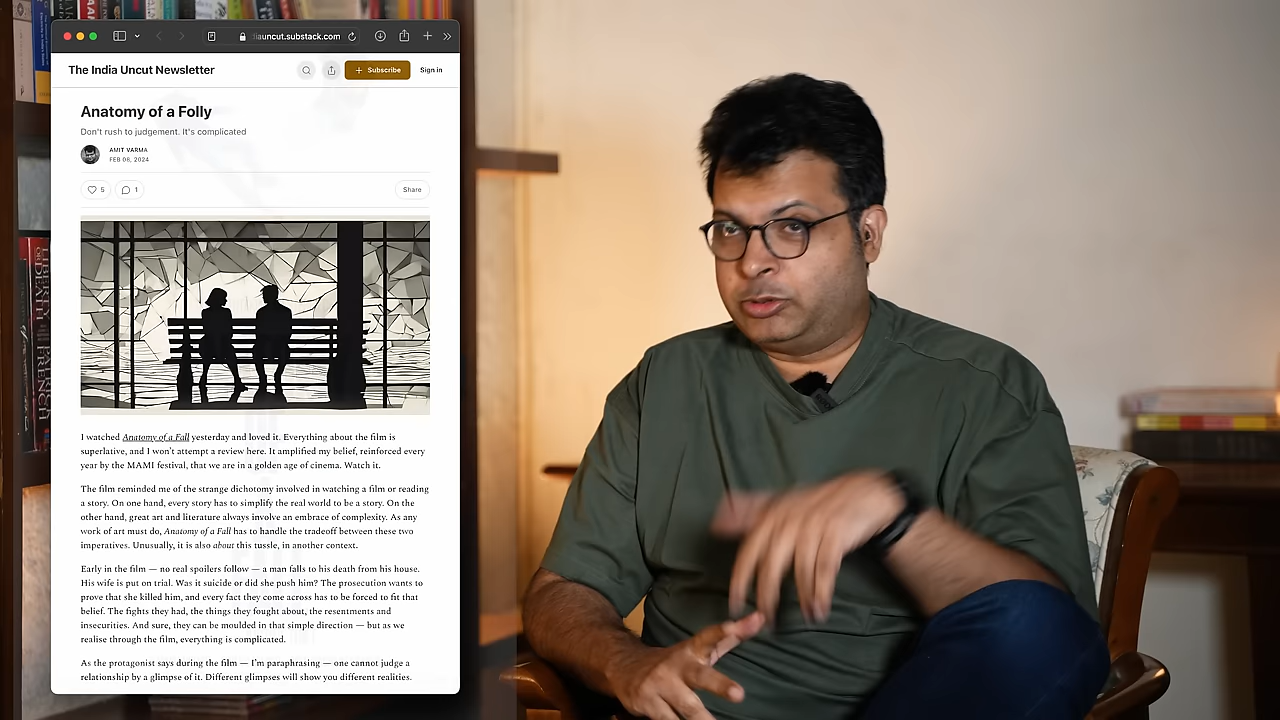 iauncut.substack.com
The India Uncut Newsletter
Subscribe
Sign in
Anatomy of a Folly
Don't rush to judgement. It's complicated
AMIT VARMA
FEB 08, 2024
5
1
Share
I watched Anatomy of a Fall yesterday and loved it. Everything about the film is
superlative, and I won't attempt a review here. It amplified my belief, reinforced every
year by the MAMI festival, that we are in a golden age of cinema. Watch it.
The film reminded me of the strange dichotomy involved in watching a film or reading
a story. On one hand, every story has to simplify the real world to be a story. On the
other hand, great art and literature always involve an embrace of complexity. As any
work of art must do, Anatomy of a Fall has to handle the tradeoff between these two
imperatives. Unusually, it is also about this tussle, in another context.
Early in the film — no real spoilers follow — a man falls to his death from his house.
His wife is put on trial. Was it suicide or did she push him? The prosecution wants to
prove that she killed him, and every fact they come across has to be forced to fit that
belief. The fights they had, the things they fought about, the resentments and
insecurities. And sure, they can be moulded in that simple direction — but as we
realise through the film, everything is complicated.
As the protagonist says during the film — I'm paraphrasing — one cannot judge a
relationship by a glimpse of it. Different glimpses will show you different realities.
LIBERTY
OR
DEATH
FRENCH